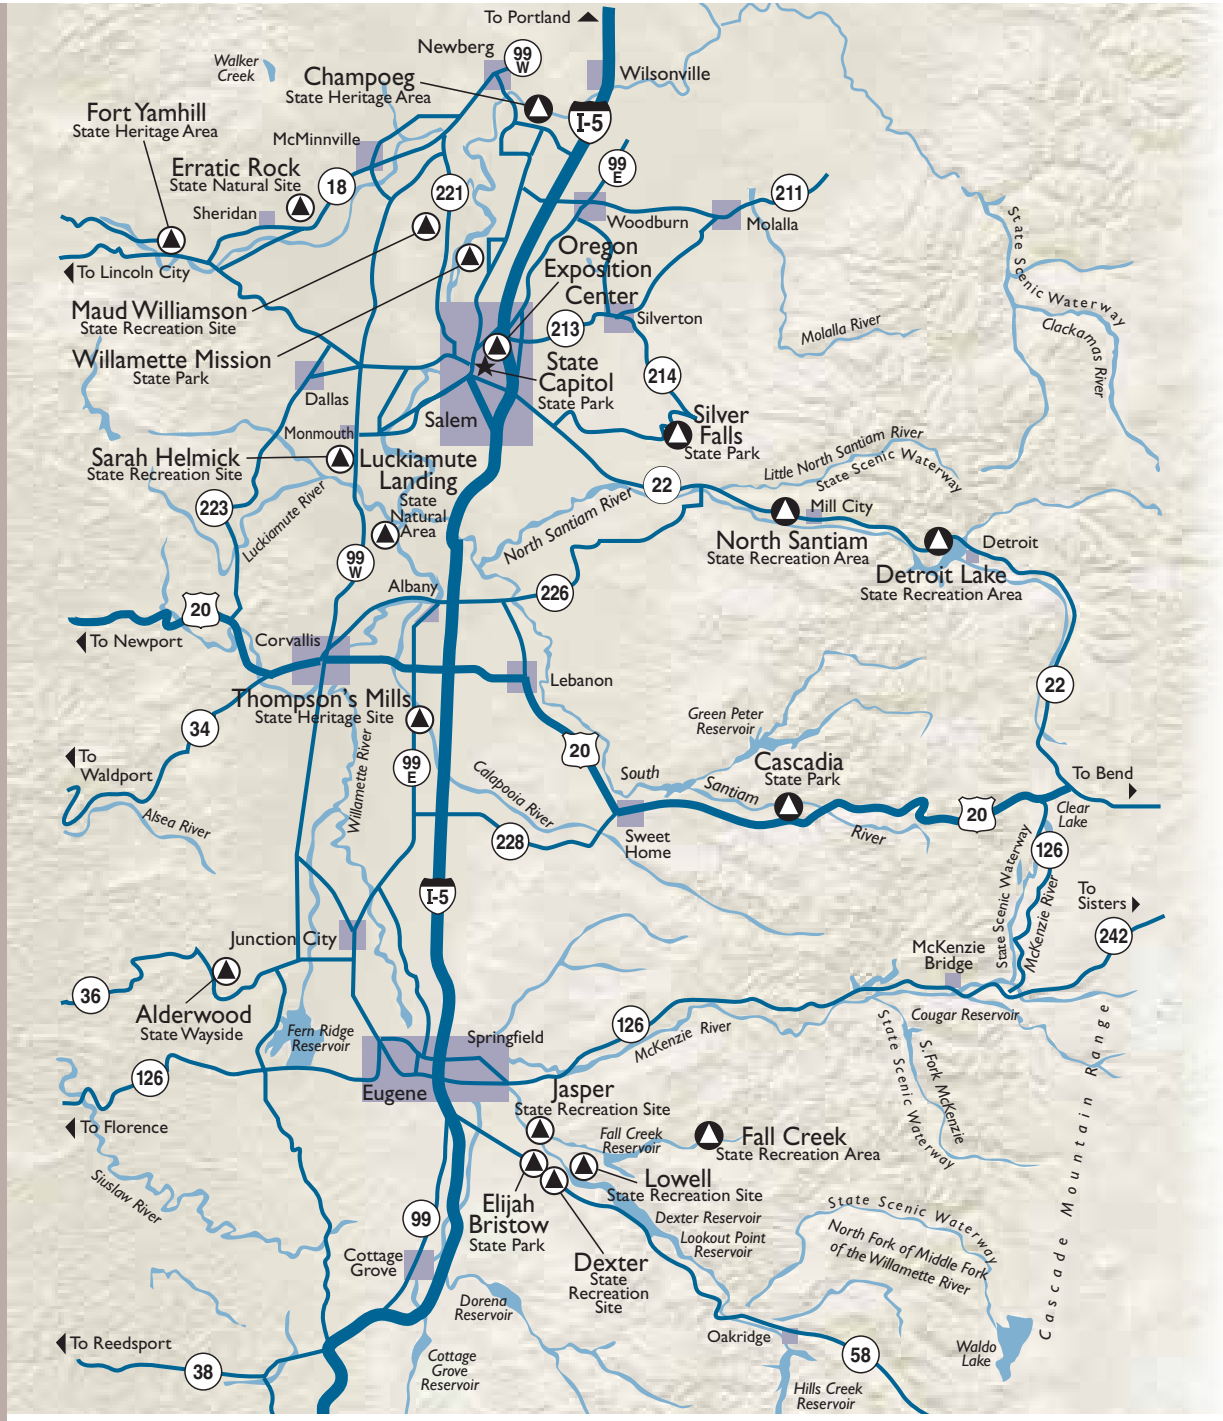 To Portland
Newberg
99
W
Walker
Creek
Champoeg
State Heritage Area
Wilsonville
I-5
Fort Yamhill
State Heritage Area
McMinnville
99
E
Erratic Rock
State Natural Site
18
221
211
Sheridan
Woodburn
Molalla
Oregon
Exposition
Center
To Lincoln City
State Scenic Waterway
Clackamas
River
Maud Williamson
State Recreation Site
213
Silverton
Molalla River
Willamette Mission
State Park
State
Capitol
State Park
214
Dallas
Salem
Silver
Falls
State Park
Monmouth
Sarah Helmick
State Recreation Site
Luckiamute
Landing
State
Natural
Area
Little North Santiam River
State Scenic Waterway
22
223
Luckiamute River
North Santiam River
Mill City
North Santiam
State Recreation Area
Detroit
Detroit Lake
State Recreation Area
99
W
Albany
226
20
To Newport
Corvallis
Lebanon
22
Thompson's Mills
State Heritage Site
34
Green Peter
Reservoir
20
To
Waldport
99
E
Willamette River
Calapooia River
South
Santiam
River
Cascadia
State Park
To Bend
Alsea River
20
Clear
Lake
Sweet
Home
228
126
State Scenic Waterway
McKenzie River
I-5
To
Sisters
242
Junction City
McKenzie
Bridge
36
Alderwood
State Wayside
Fern Ridge
Reservoir
Springfield
126
McKenzie River
Cougar Reservoir
State Scenic Waterway
S. Fork McKenzie
Cascade Mountain Range
126
Eugene
Jasper
State Recreation Site
To Florence
Fall Creek
Reservoir
Fall Creek
State Recreation Area
Siuslaw River
Lowell
State Recreation Site
Elijah
Bristow
State Park
Dexter Reservoir
Lookout Point
Reservoir
State Scenic Waterway
North Fork of Middle Fork
of the Willamette River
99
Cottage
Grove
Dexter
State
Recreation
Site
Dorena
Reservoir
To Reedsport
Oakridge
Waldo
Lake
38
Cottage
Grove
Reservoir
58
Hills Creek
Reservoir